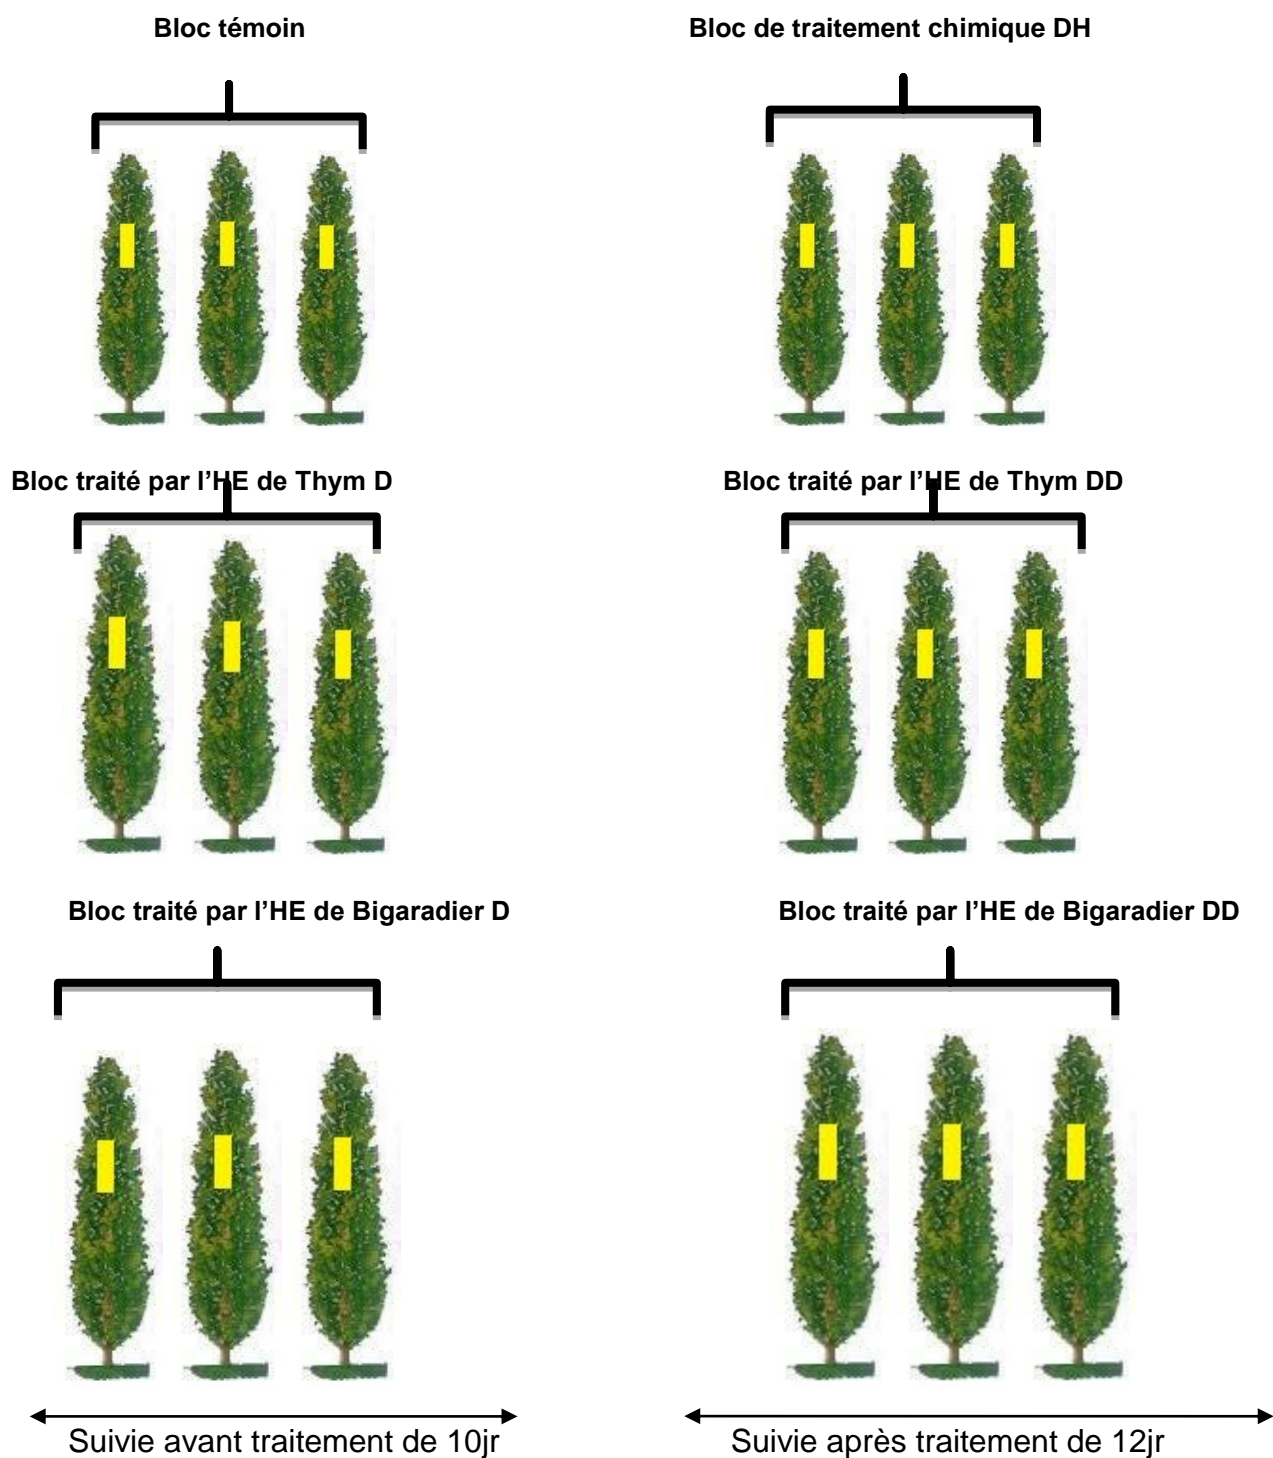 Bloc témoin
Bloc de traitement chimique DH
Bloc traité par l'HE de Thym D
Bloc traité par l'HE de Thym DD
Bloc traité par l'HE de Bigaradier D
Bloc traité par l'HE de Bigaradier DD
Suivie avant traitement de 10jr
Suivie après traitement de 12jr